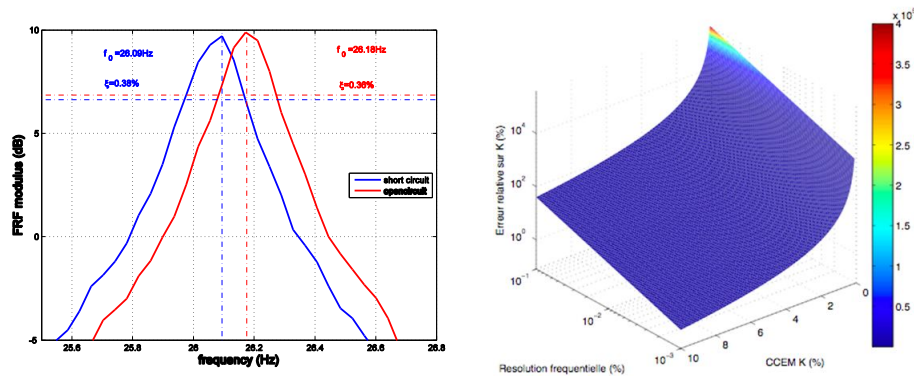 f 0 =26.09Hz
f 0 =26.18Hz
ξ=0.38%
ξ=0.36%
short circuit
opencircuit
10
5
0
-5
FRF modulus (dB)
25.6
25.8
26
26.2
26.4
26.6
26.8
frequency (Hz)
Erreur relative sur K (%)
10^4
10^2
10^0
10^-1
10^-2
10^-3
Resolution frequentielle (%)
10
8
6
4
2
0
CCEM K (%)
4
3.5
3
2.5
2
1.5
1
0.5